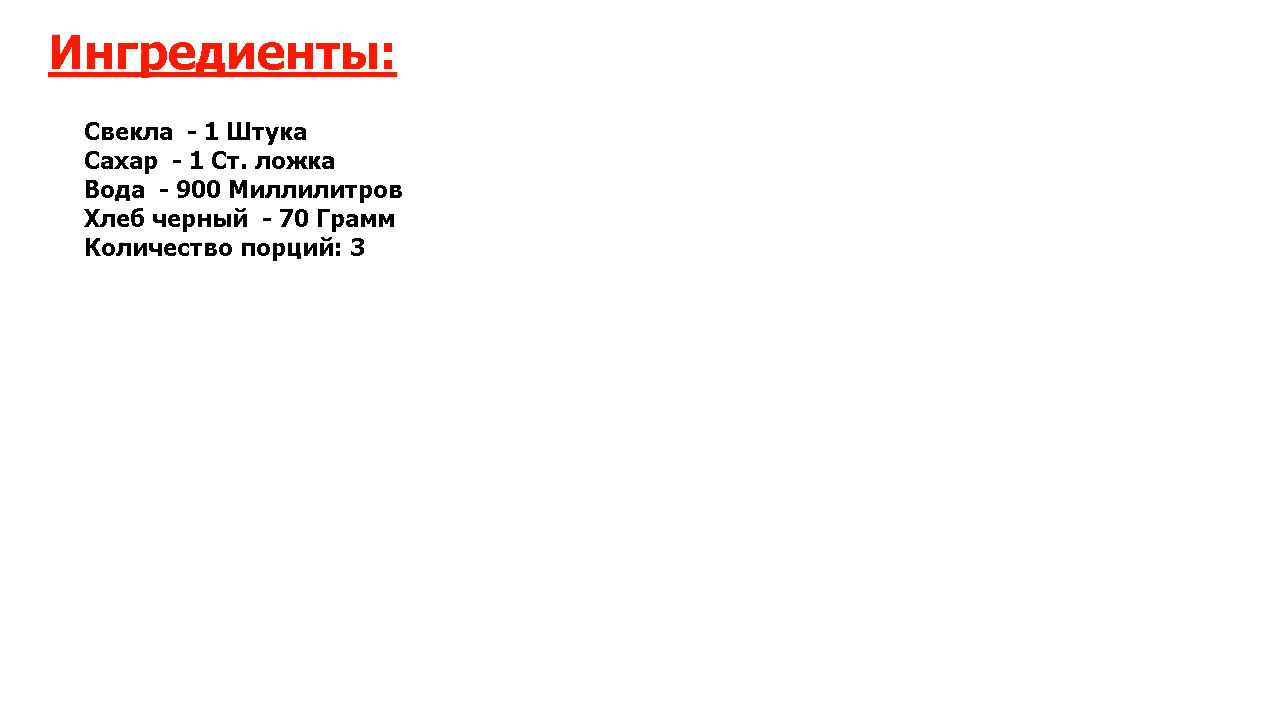 Ингредиенты:
Свекла - 1 Штука
Сахар - 1 Ст. ложка
Вода - 900 Миллилитров
Хлеб черный - 70 Грамм
Количество порций: 3